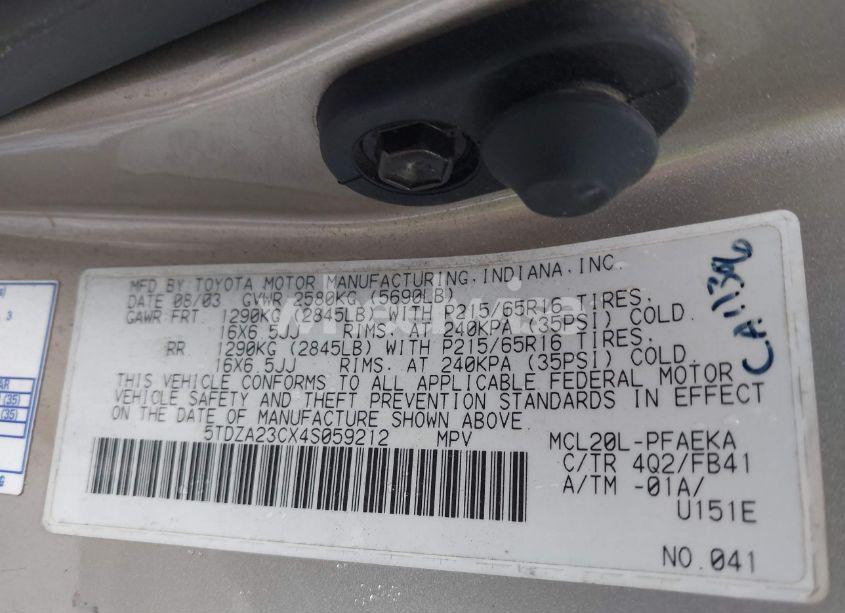 MFD.BY TOYOTA MOTOR MANUFACTURING, INDIANA, INC.
DATE 08/03 GVWR 2580KG (5690LB)
GAWR FRT. 1290KG (2845LB) WITH P215/65R16 TIRES.
16X6.5JJ RIMS. AT 240KPA (35PSI) COLD.
RR 1290KG (2845LB) WITH P215/65R16 TIRES.
16X6.5JJ RIMS. AT 240KPA (35PSI) COLD.
THIS VEHICLE CONFORMS TO ALL APPLICABLE FEDERAL MOTOR
VEHICLE SAFETY AND THEFT PREVENTION STANDARDS IN EFFECT
ON THE DATE OF MANUFACTURE SHOWN ABOVE.
5TDZA23CX4S059212 MPV MCL20L-PFAEKA
C/TR 4Q2/FB41
A/TM -01A/
U151E
NO.041
3
AR
(35)
(35)